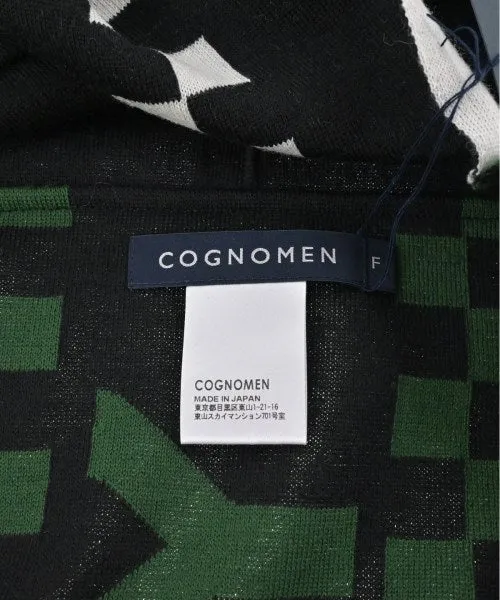 COGNOMEN F
COGNOMEN
MADE IN JAPAN
東京都目黒区東山1-21-16
東山スカイマンション701号室